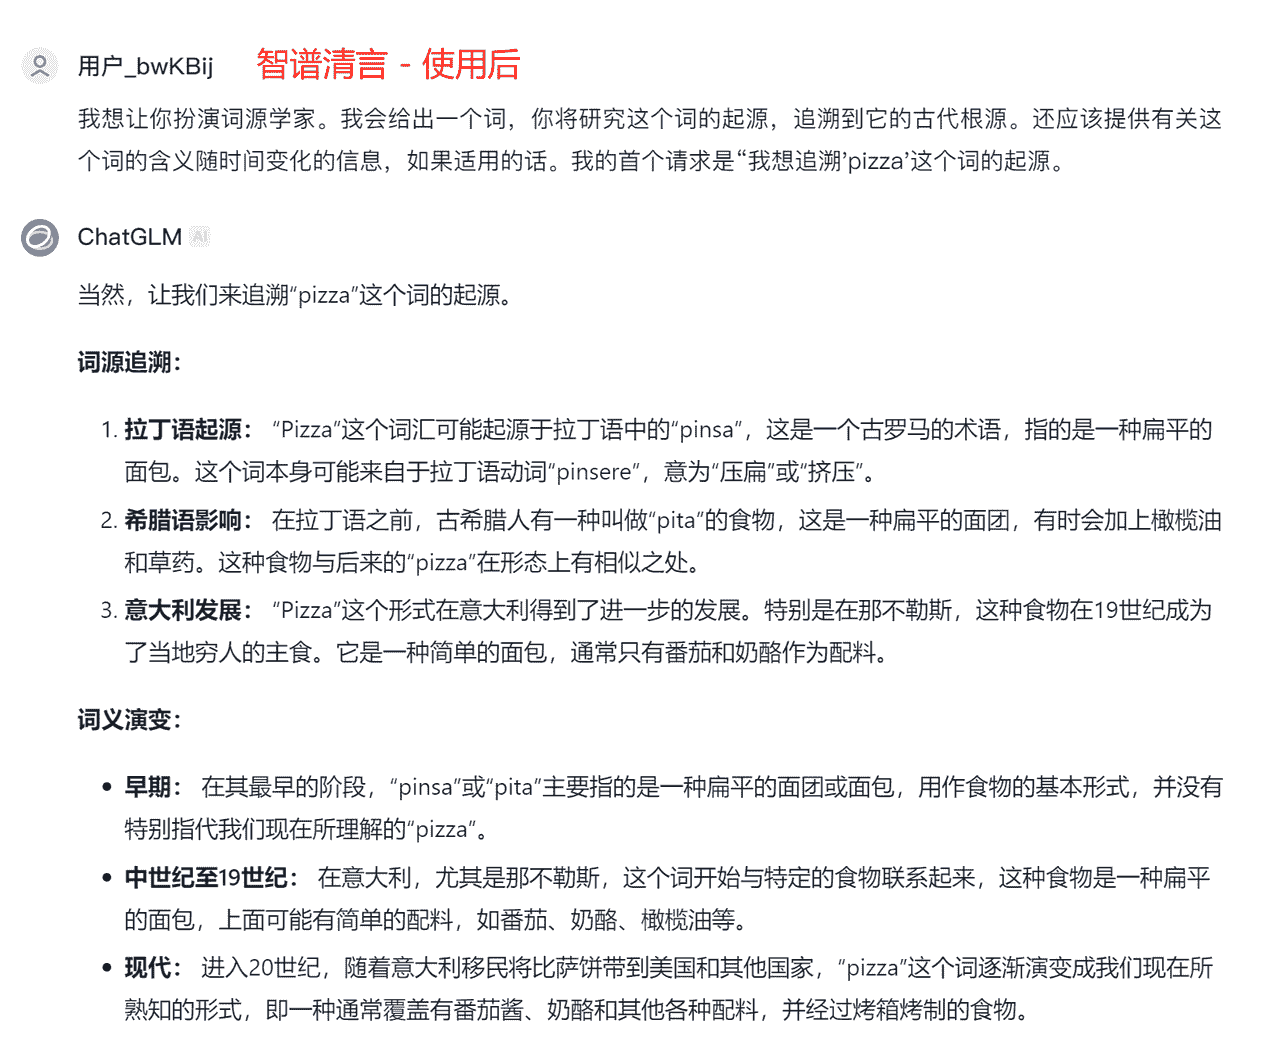 用户_bwKBij 智谱清言 - 使用后
我想让你扮演词源学家。我会给出一个词，你将研究这个词的起源，追溯到它的古代根源。还应该提供有关这
个词的含义随时间变化的信息，如果适用的话。我的首个请求是“我想追溯’pizza’这个词的起源。
ChatGLM AI
当然，让我们来追溯“pizza”这个词的起源。
词源追溯：
1. 拉丁语起源： “Pizza”这个词汇可能起源于拉丁语中的“pinsa”，这是一个古罗马的术语，指的是一种扁平的
面包。这个词本身可能来自于拉丁语动词“pinsere”，意为“压扁”或“挤压”。
2. 希腊语影响： 在拉丁语之前，古希腊人有一种叫做“pita”的食物，这是一种扁平的面团，有时会加上橄榄油
和草药。这种食物与后来的“pizza”在形态上有相似之处。
3. 意大利发展： “Pizza”这个形式在意大利得到了进一步的发展。特别是在那不勒斯，这种食物在19世纪成为
了当地穷人的主食。它是一种简单的面包，通常只有番茄和奶酪作为配料。
词义演变：
• 早期： 在其最早的阶段，“pinsa”或“pita”主要指的是一种扁平的面团或面包，用作食物的基本形式，并没有
特别指代我们现在所理解的“pizza”。
• 中世纪至19世纪： 在意大利，尤其是那不勒斯，这个词开始与特定的食物联系起来，这种食物是一种扁平
的面包，上面可能有简单的配料，如番茄、奶酪、橄榄油等。
• 现代： 进入20世纪，随着意大利移民将比萨饼带到美国和其他国家，“pizza”这个词逐渐演变成我们现在所
熟知的形式，即一种通常覆盖有番茄酱、奶酪和其他各种配料，并经过烤箱烤制的食物。